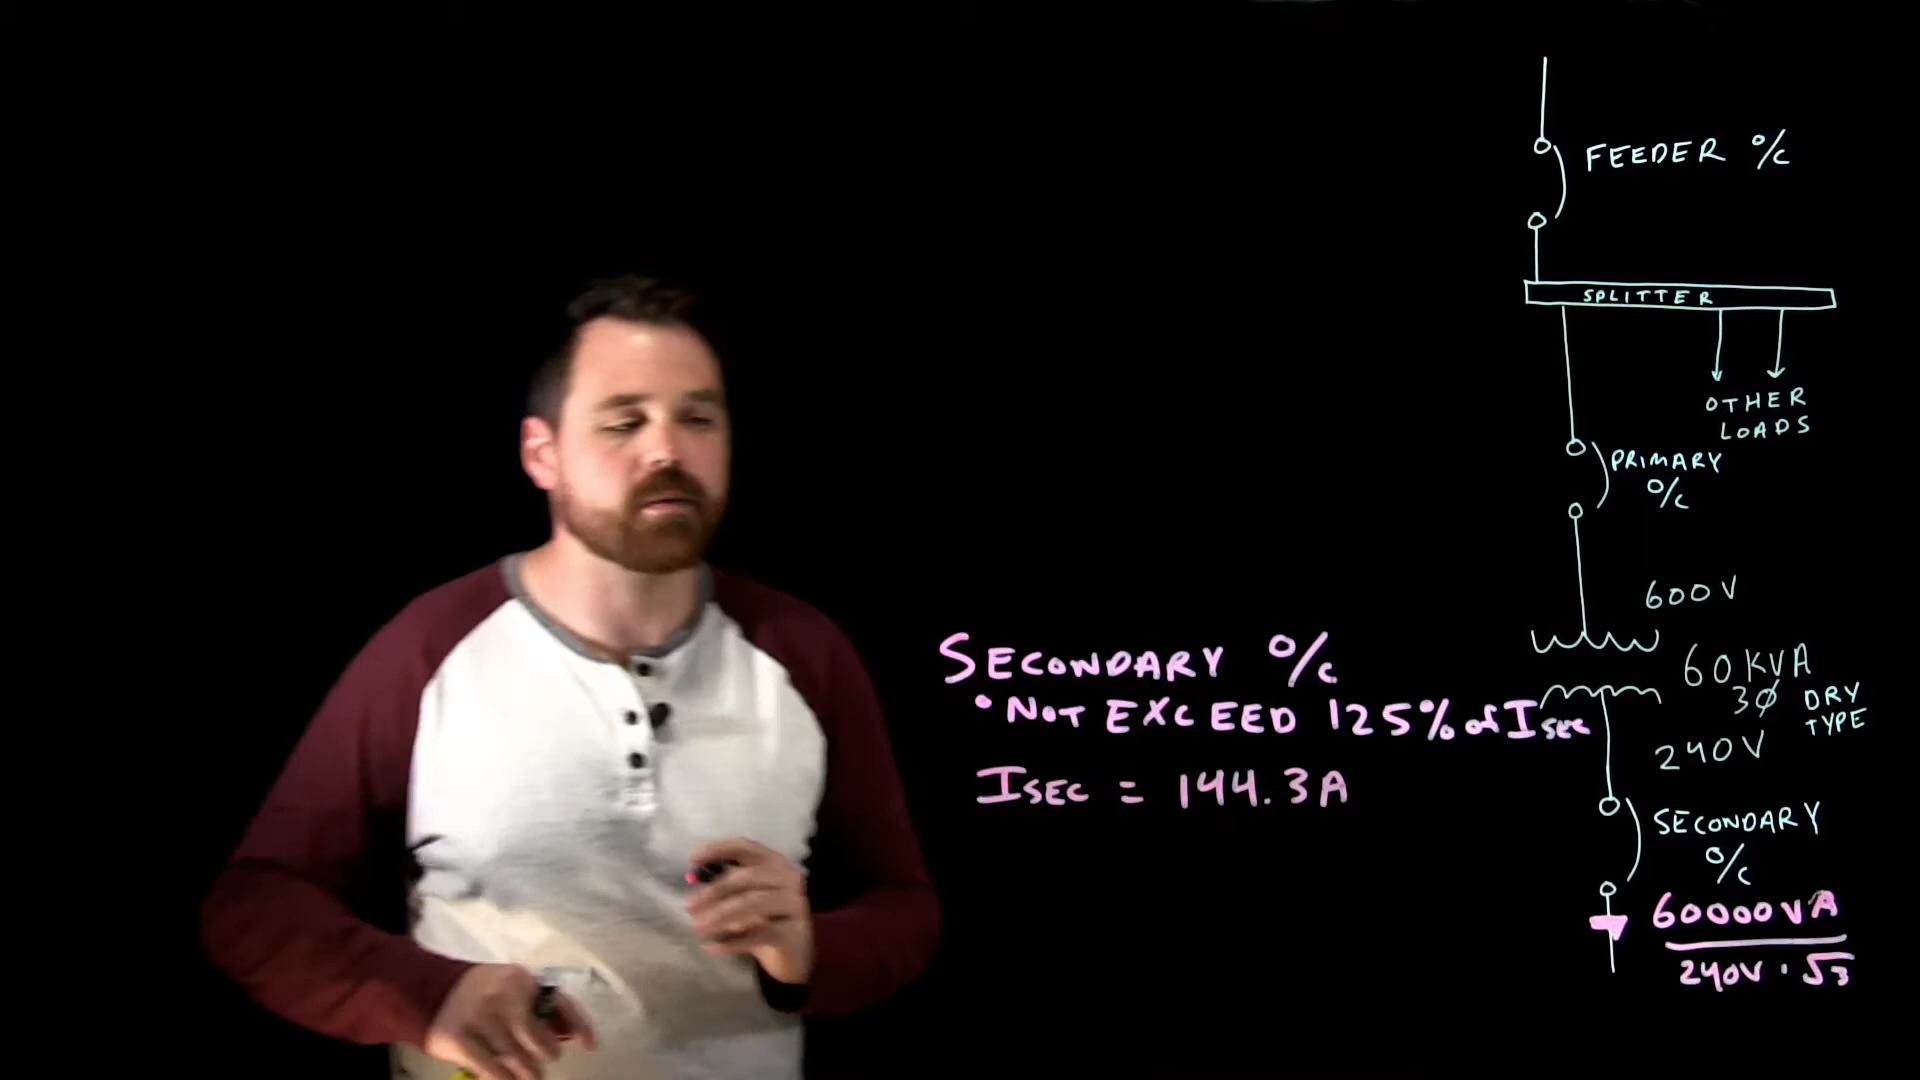 FEEDER O/C
SPLITTER
OTHER
LOADS
PRIMARY
O/C
600V
60KVA
3Ø DRY
TYPE
240V
SECONDARY
O/C
60000VA
240V · √3
SECONDARY O/C
• NOT EXCEED 125% of Isec
ISEC = 144.3A